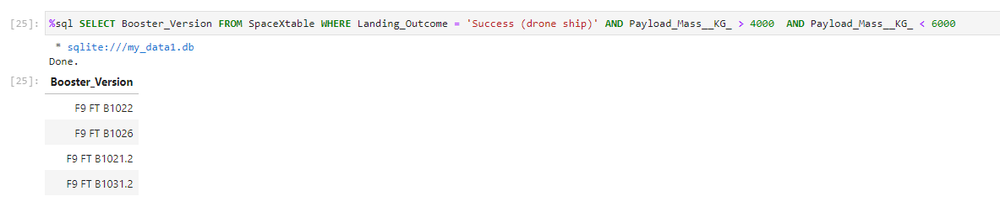 [25]: %sql SELECT Booster_Version FROM SpaceXtable WHERE Landing_Outcome = 'Success (drone ship)' AND Payload_Mass__KG_ > 4000  AND Payload_Mass__KG_ < 6000
* sqlite:///my_data1.db
Done.
[25]: Booster_Version
F9 FT B1022
F9 FT B1026
F9 FT B1021.2
F9 FT B1031.2